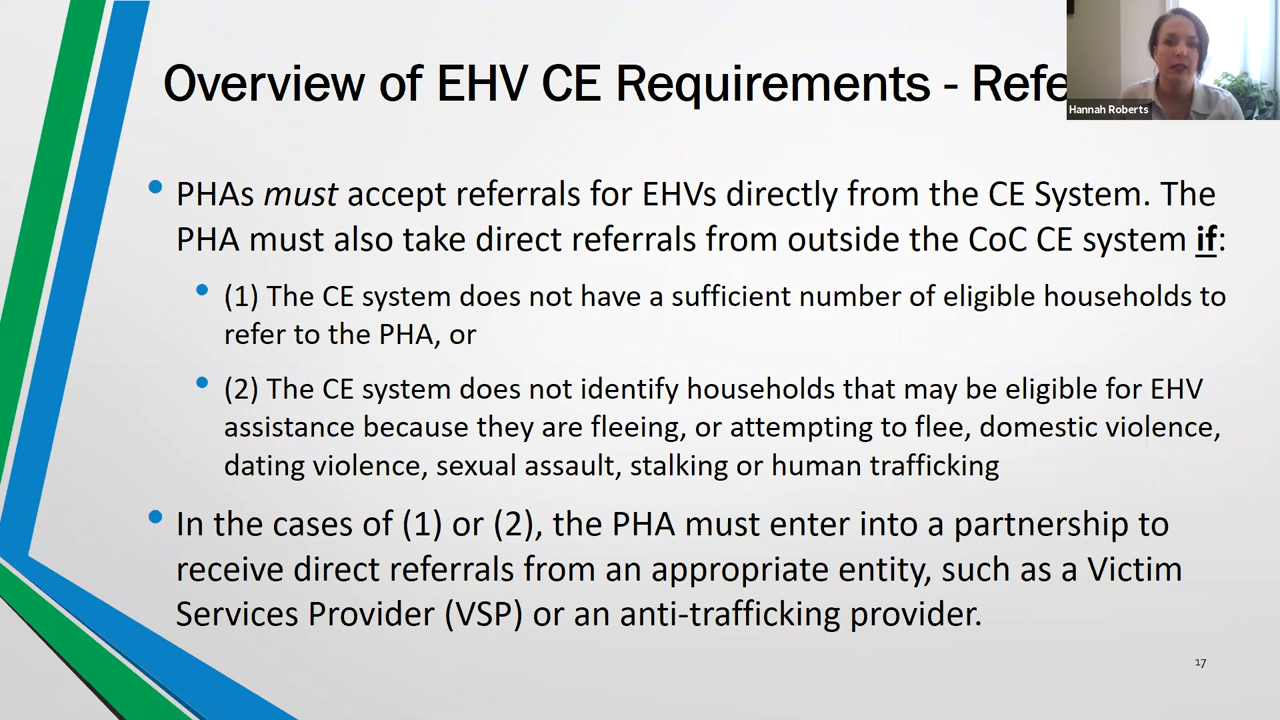 Overview of EHV CE Requirements - Refe
Hannah Roberts
• PHAs must accept referrals for EHVs directly from the CE System. The
PHA must also take direct referrals from outside the CoC CE system if:
• (1) The CE system does not have a sufficient number of eligible households to
refer to the PHA, or
• (2) The CE system does not identify households that may be eligible for EHV
assistance because they are fleeing, or attempting to flee, domestic violence,
dating violence, sexual assault, stalking or human trafficking
• In the cases of (1) or (2), the PHA must enter into a partnership to
receive direct referrals from an appropriate entity, such as a Victim
Services Provider (VSP) or an anti-trafficking provider.
17